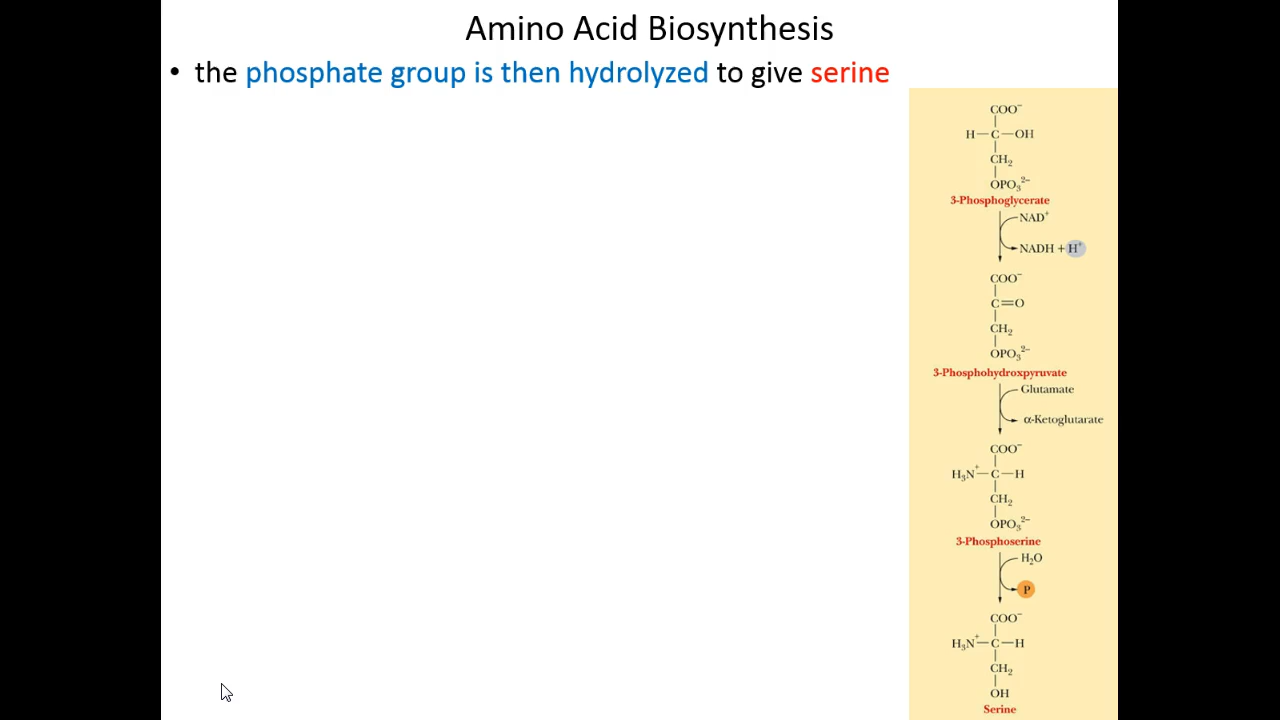 Amino Acid Biosynthesis
• the phosphate group is then hydrolyzed to give serine
COO⁻
H—C—OH
CH₂
OPO₃²⁻
3-Phosphoglycerate
NAD⁺
NADH + H⁺
COO⁻
C=O
CH₂
OPO₃²⁻
3-Phosphohydroxpyruvate
Glutamate
α-Ketoglutarate
COO⁻
H₃N⁺—C—H
CH₂
OPO₃²⁻
3-Phosphoserine
H₂O
P
COO⁻
H₃N⁺—C—H
CH₂
OH
Serine